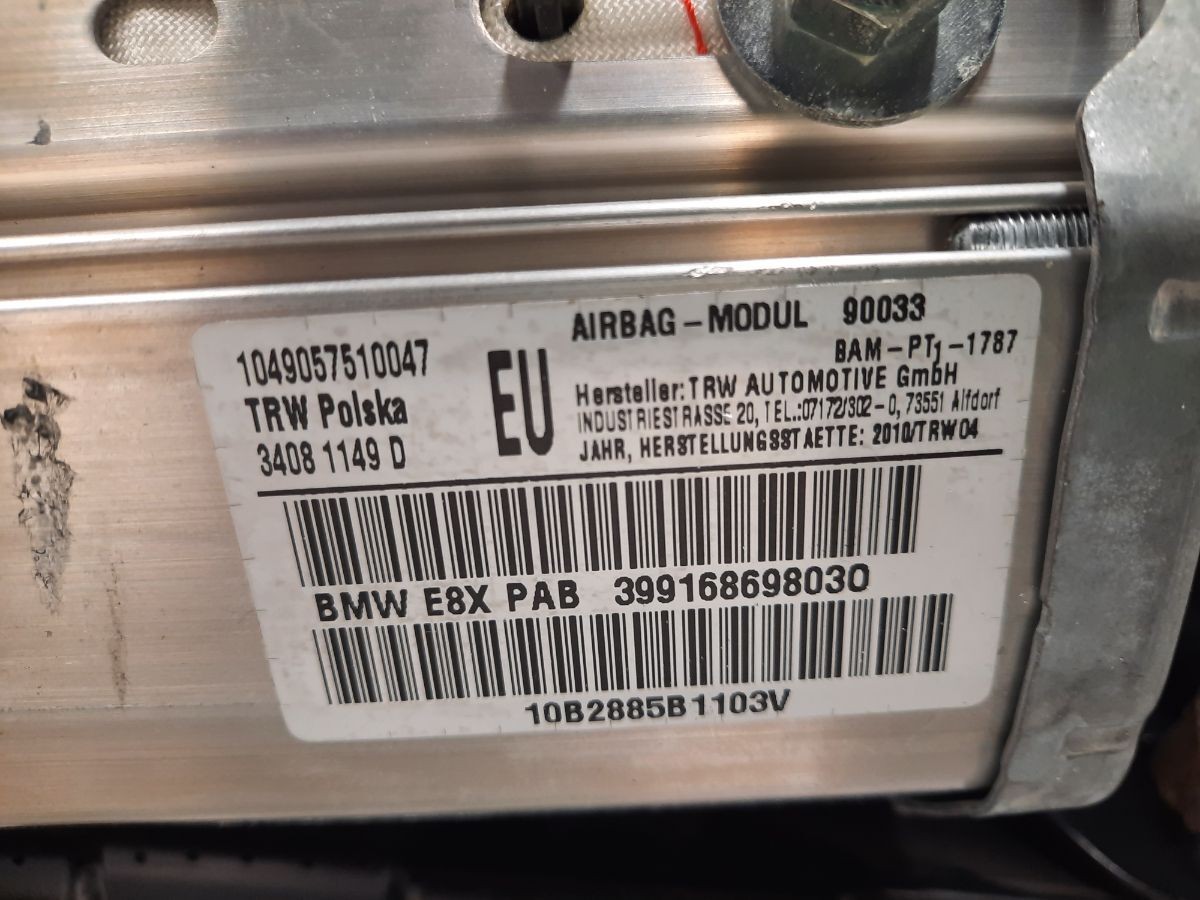 1049057510047
TRW Polska
3408 1149 D
EU
AIRBAG-MODUL 90033
BAM-PT1-1787
Hersteller: TRW AUTOMOTIVE GmbH
INDUSTRIESTRASSE 20, TEL.:07172/302-0, 73551 Alfdorf
JAHR, HERSTELLUNGSSTAETTE: 2010/TRW04
BMW E8X PAB 399168698030
10B2885B1103V